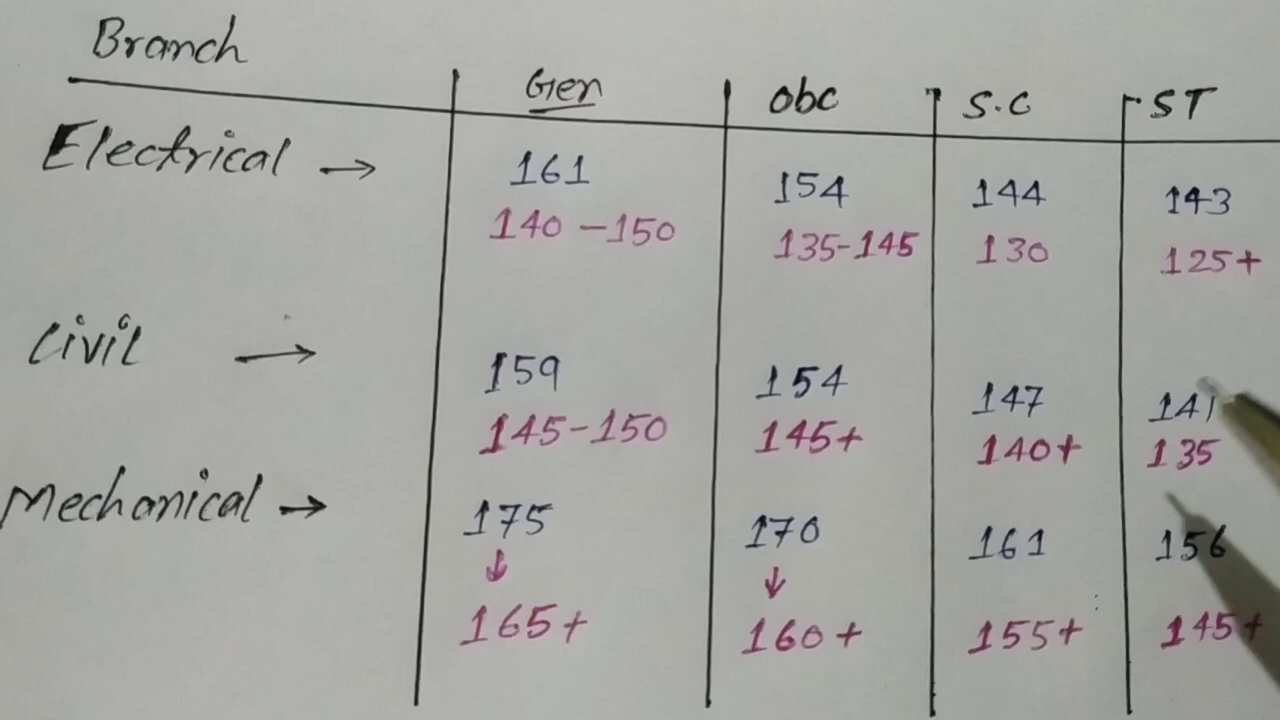 Branch Gen Obc S.C ST
Electrical → 161 154 144 143
140 - 150 135-145 130 125+
Civil → 159 154 147 141
145-150 145+ 140+ 135
Mechanical → 175 170 161 156
↓ ↓
165+ 160+ 155+ 145+